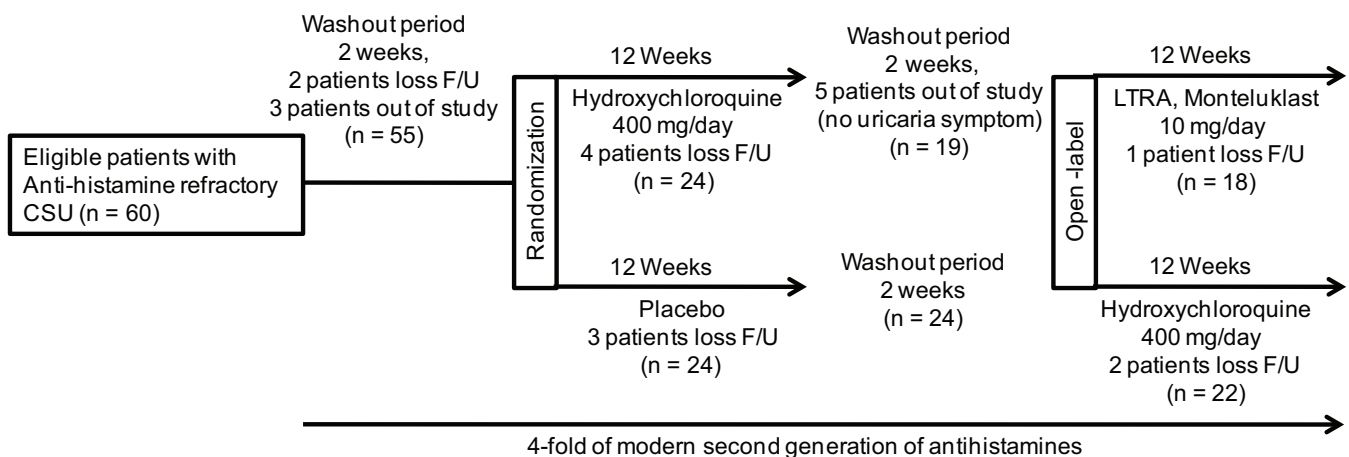 Eligible patients with
Anti-histamine refractory
CSU (n = 60)
Washout period
2 weeks,
2 patients loss F/U
3 patients out of study
(n = 55)
Randomization
12 Weeks
Hydroxychloroquine
400 mg/day
4 patients loss F/U
(n = 24)
12 Weeks
Placebo
3 patients loss F/U
(n = 24)
Washout period
2 weeks,
5 patients out of study
(no uricaria symptom)
(n = 19)
Washout period
2 weeks
(n = 24)
Open -label
12 Weeks
LTRA, Monteluklast
10 mg/day
1 patient loss F/U
(n = 18)
12 Weeks
Hydroxychloroquine
400 mg/day
2 patients loss F/U
(n = 22)
4-fold of modern second generation of antihistamines